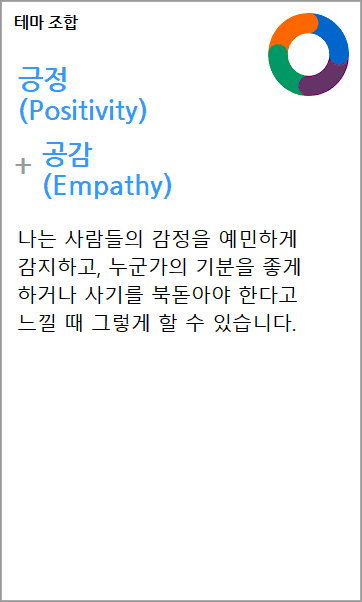 테마 조합
긍정
(Positivity)
+ 공감
(Empathy)
나는 사람들의 감정을 예민하게
감지하고, 누군가의 기분을 좋게
하거나 사기를 북돋아야 한다고
느낄 때 그렇게 할 수 있습니다.